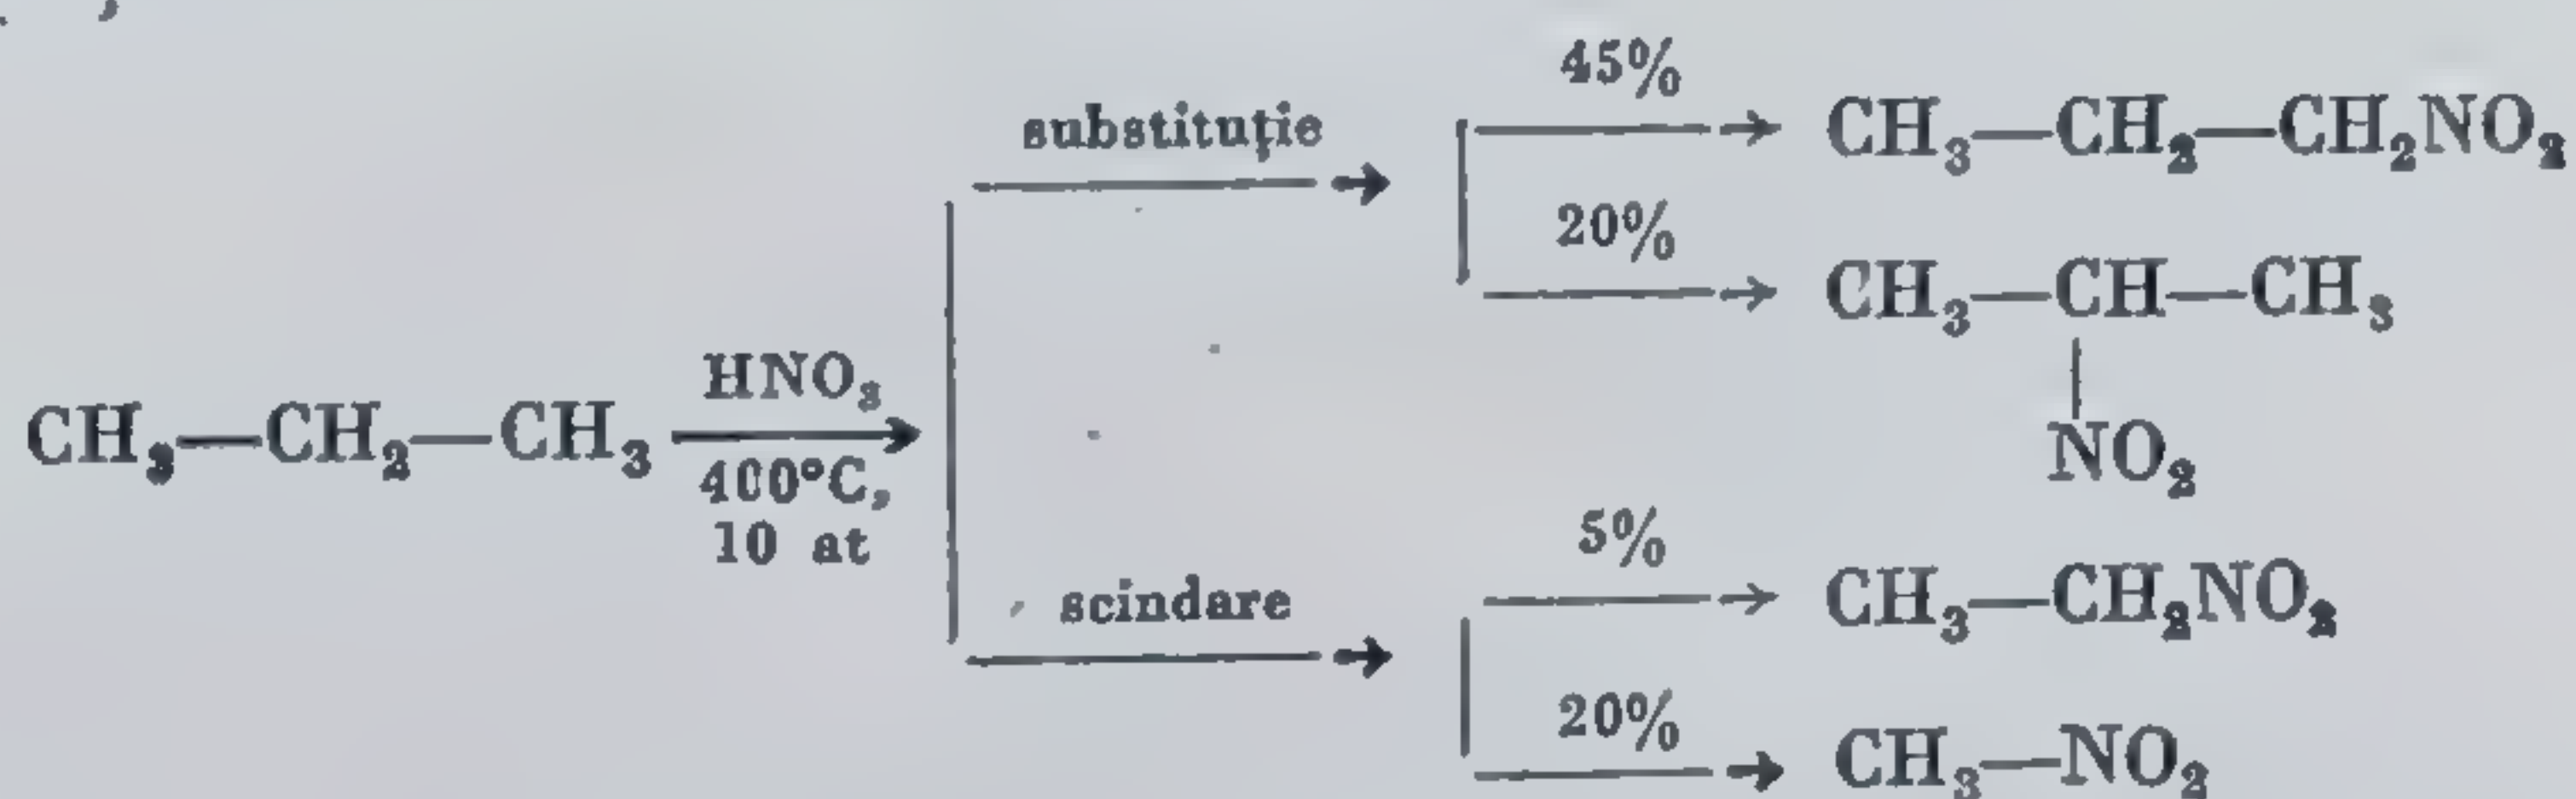 45%
substituție
CH₃—CH₂—CH₂NO₂
20%
CH₃—CH—CH₃
HNO₃
NO₂
CH₃—CH₂—CH₃
400°C,
10 at
5%
scindare
CH₃—CH₂NO₂
20%
CH₃—NO₂